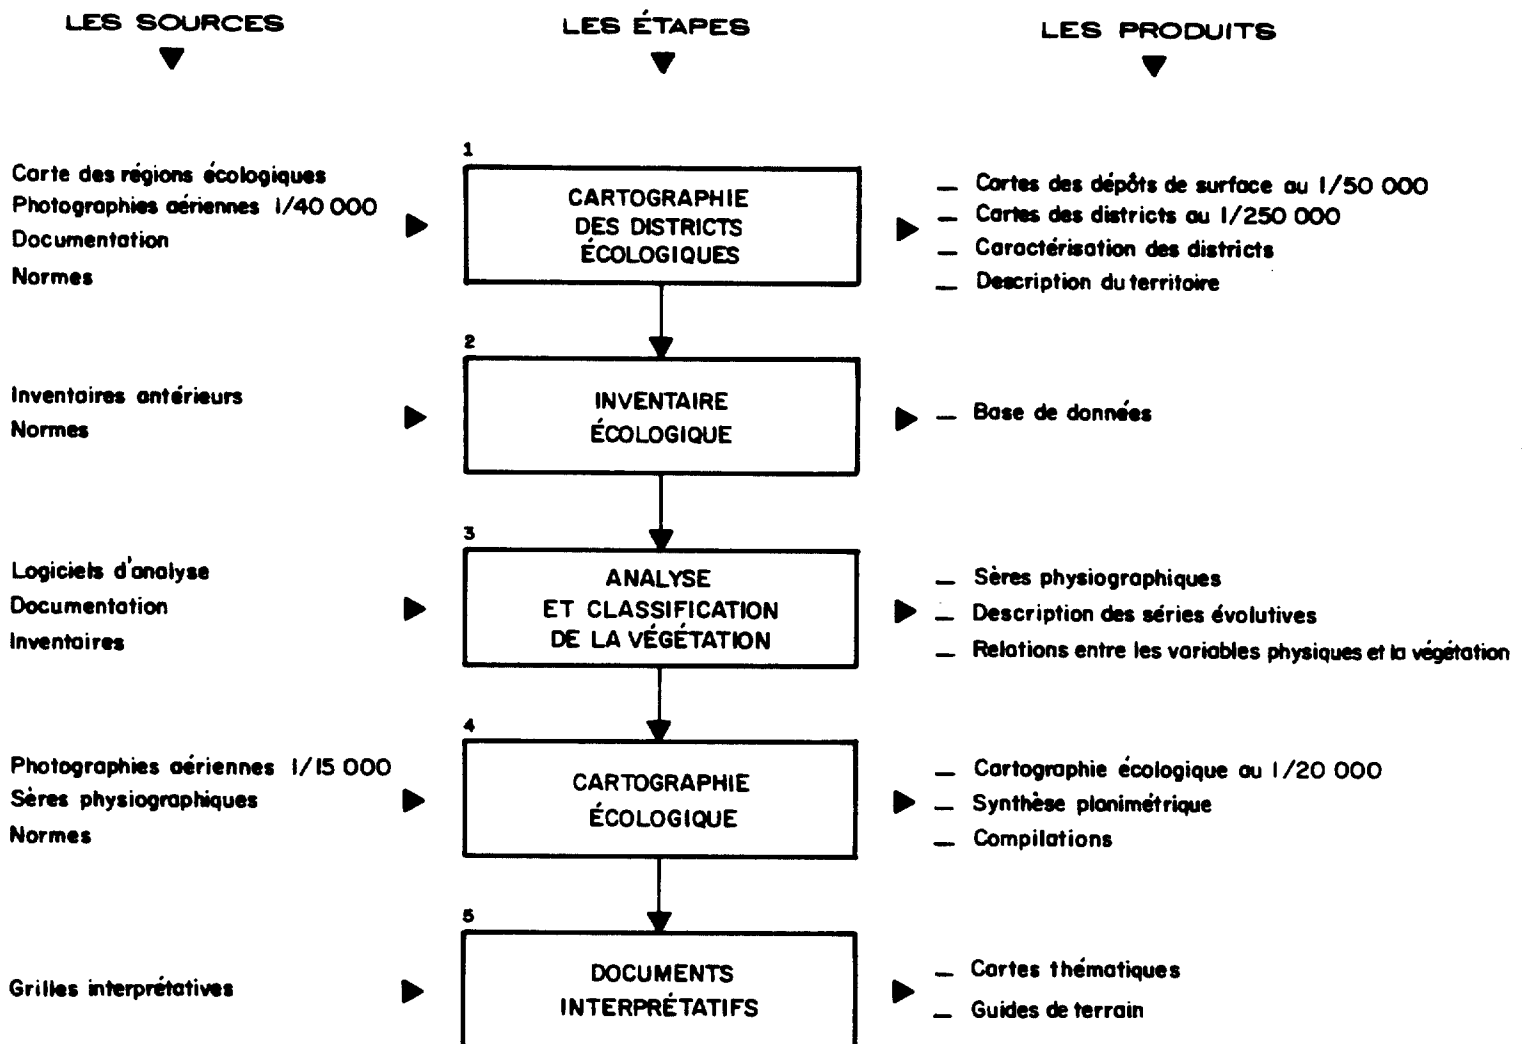 LES SOURCES
LES ÉTAPES
LES PRODUITS
Carte des régions écologiques
Photographies aériennes 1/40 000
Documentation
Normes
1
CARTOGRAPHIE
DES DISTRICTS
ÉCOLOGIQUES
— Cartes des dépôts de surface au 1/50 000
— Cartes des districts au 1/250 000
— Caractérisation des districts
— Description du territoire
Inventaires antérieurs
Normes
2
INVENTAIRE
ÉCOLOGIQUE
— Base de données
Logiciels d'analyse
Documentation
Inventaires
3
ANALYSE
ET CLASSIFICATION
DE LA VÉGÉTATION
— Sères physiographiques
— Description des séries évolutives
— Relations entre les variables physiques et la végétation
Photographies aériennes 1/15 000
Sères physiographiques
Normes
4
CARTOGRAPHIE
ÉCOLOGIQUE
— Cartographie écologique au 1/20 000
— Synthèse planimétrique
— Compilations
Grilles interprétatives
5
DOCUMENTS
INTERPRÉTATIFS
— Cartes thématiques
— Guides de terrain